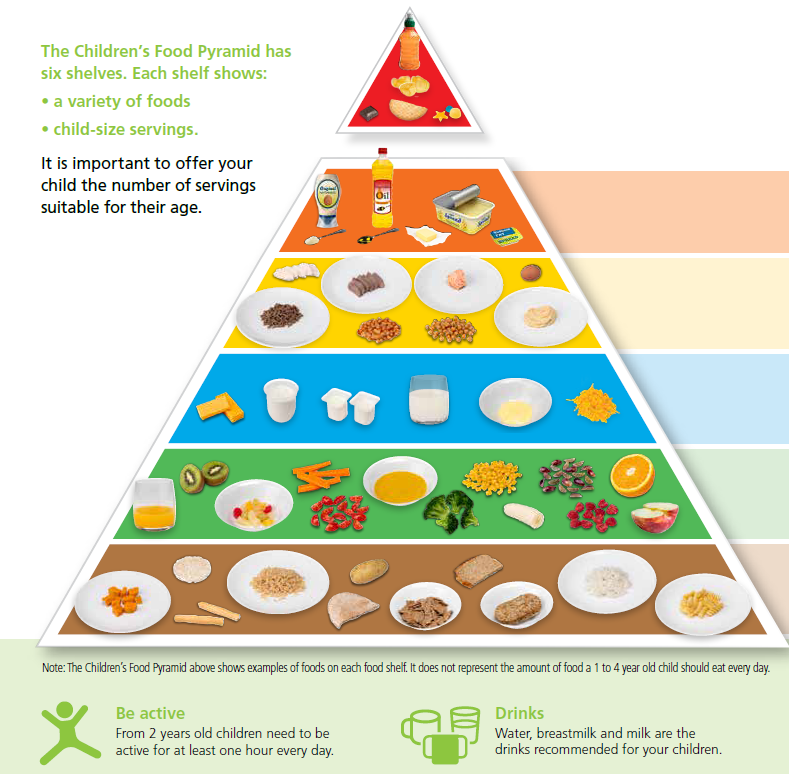 The Children’s Food Pyramid has
six shelves. Each shelf shows:
• a variety of foods
• child-size servings.
It is important to offer your
child the number of servings
suitable for their age.
Original
Oil
Spread
Note: The Children’s Food Pyramid above shows examples of foods on each food shelf. It does not represent the amount of food a 1 to 4 year old child should eat every day.
Be active
From 2 years old children need to be
active for at least one hour every day.
Drinks
Water, breastmilk and milk are the
drinks recommended for your children.